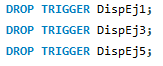 DROP TRIGGER DispEj1;
DROP TRIGGER DispEj3;
DROP TRIGGER DispEj5;